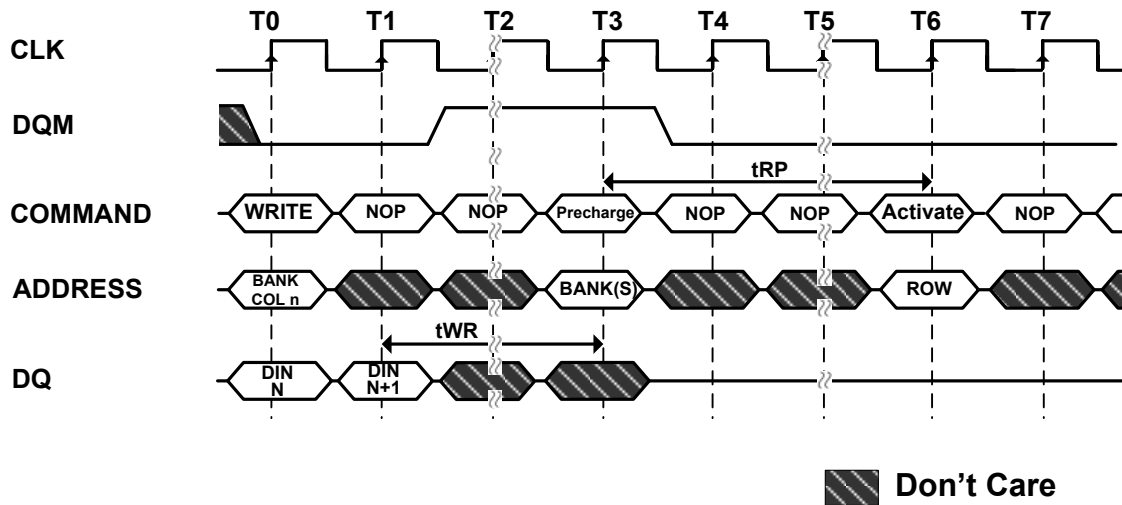 T0 T1 T2 T3 T4 T5 T6 T7
CLK
DQM
tRP
COMMAND WRITE NOP NOP Precharge NOP NOP Activate NOP
ADDRESS BANK COL n BANK(S) ROW
tWR
DQ DIN N DIN N+1
Don't Care